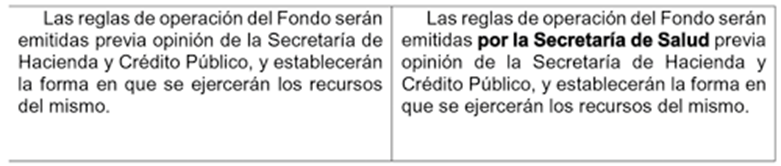 Las reglas de operación del Fondo serán
emitidas previa opinión de la Secretaría de
Hacienda y Crédito Público, y establecerán
la forma en que se ejercerán los recursos
del mismo.
Las reglas de operación del Fondo serán
emitidas por la Secretaría de Salud previa
opinión de la Secretaría de Hacienda y
Crédito Público, y establecerán la forma en
que se ejercerán los recursos del mismo.